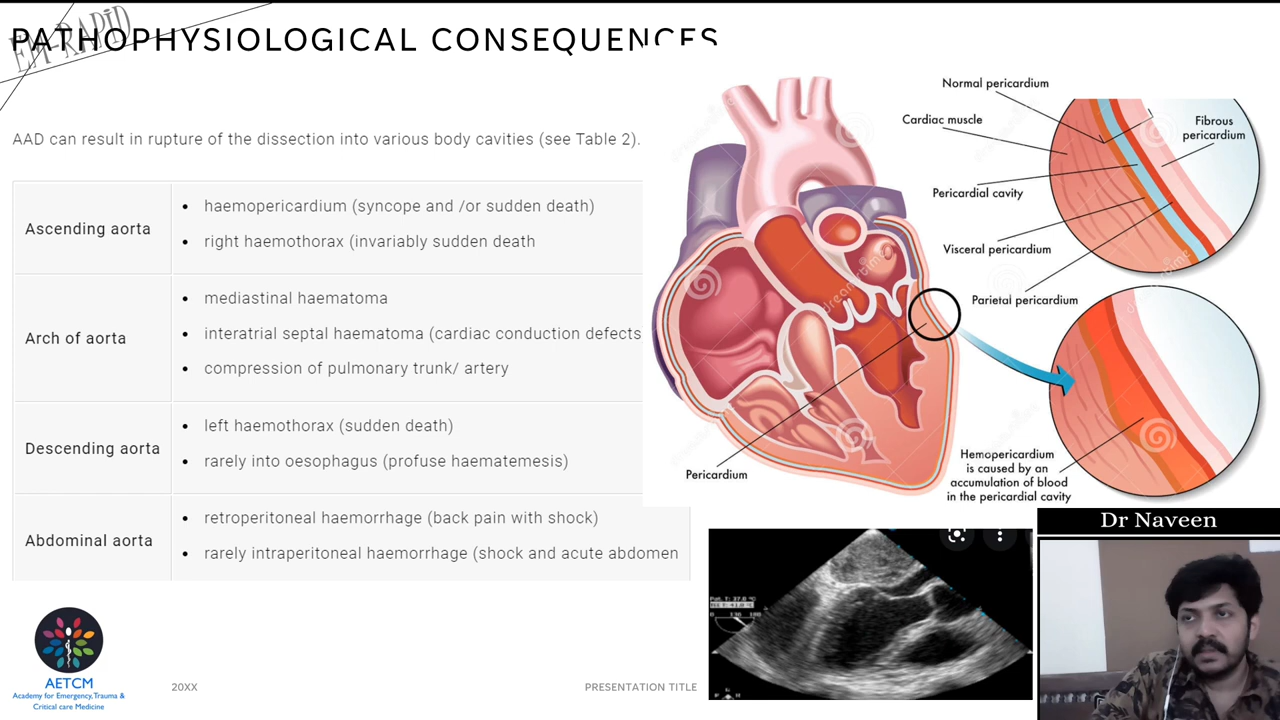 PATHOPHYSIOLOGICAL CONSEQUENCES
EM-RAPID
AAD can result in rupture of the dissection into various body cavities (see Table 2).
Ascending aorta
• haemopericardium (syncope and /or sudden death)
• right haemothorax (invariably sudden death
Arch of aorta
• mediastinal haematoma
• interatrial septal haematoma (cardiac conduction defects
• compression of pulmonary trunk/ artery
Descending aorta
• left haemothorax (sudden death)
• rarely into oesophagus (profuse haematemesis)
Abdominal aorta
• retroperitoneal haemorrhage (back pain with shock)
• rarely intraperitoneal haemorrhage (shock and acute abdomen
Normal pericardium
Cardiac muscle
Fibrous
pericardium
Pericardial cavity
Visceral pericardium
Parietal pericardium
Pericardium
Hemopericardium
is caused by an
accumulation of blood
in the pericardial cavity
dreamstime
Dr Naveen
AETCM
Academy for Emergency,Trauma &
Critical care Medicine
20XX
PRESENTATION TITLE